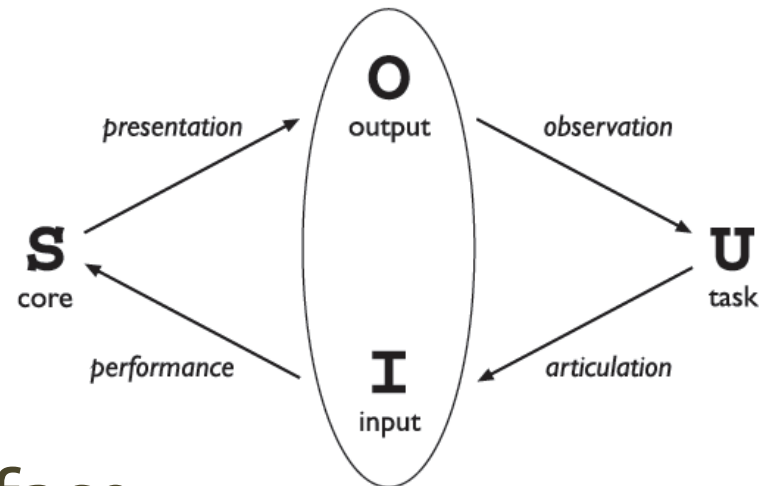 O
presentation
output
observation
S
U
core
task
performance
I
articulation
input